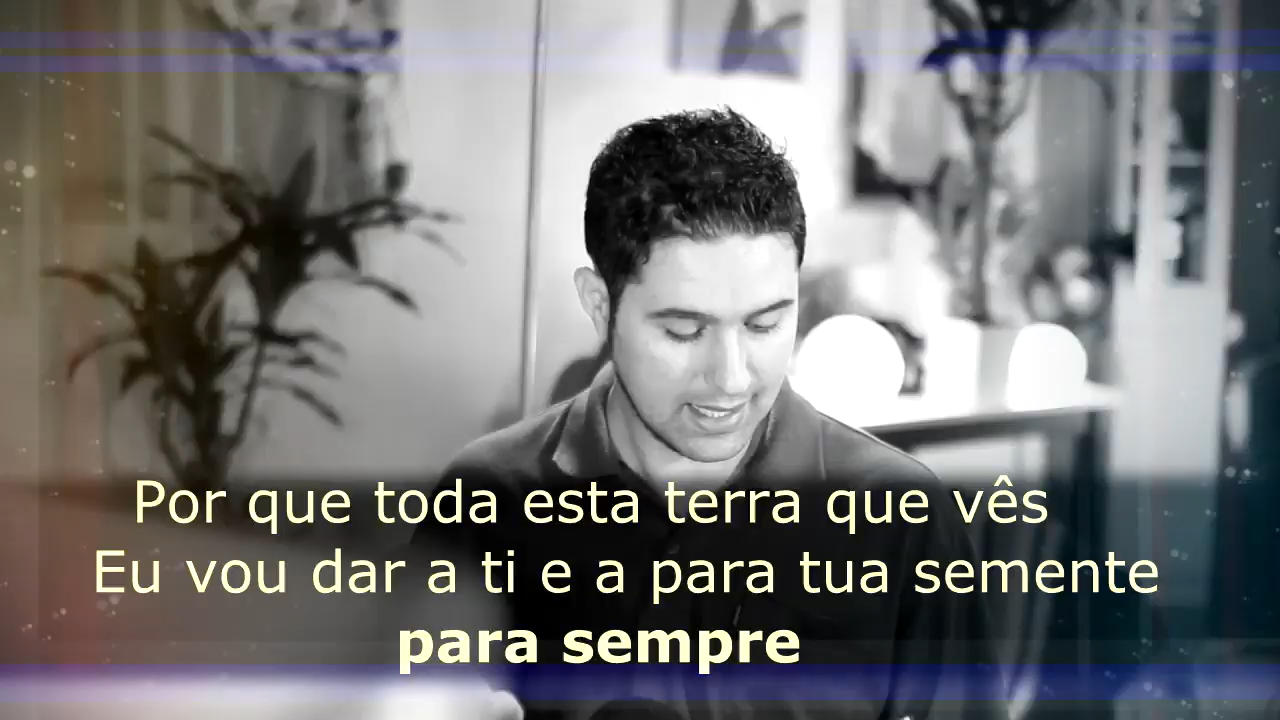 Por que toda esta terra que vês
Eu vou dar a ti e a para tua semente
para sempre